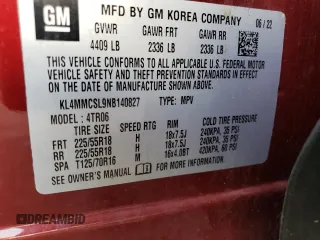 GM
MFD BY GM KOREA COMPANY 06 / 22
GVWR GAWR FRT GAWR RR
4409 LB 2336 LB 2336 LB
THIS VEHICLE CONFORMS TO ALL APPLICABLE
U.S. FEDERAL MOTOR
VEHICLE SAFETY AND THEFT PREVENTION STANDARDS IN
EFFECT ON THE DATE OF MANUFACTURE SHOWN ABOVE.
KL4MMCSL9NB140827 TYPE: MPV
MODEL : 4TR06
TIRE SIZE SPEED RTG RIM COLD TIRE PRESSURE
FRT 225/55R18 H 18x7.5J 240KPA, 35 PSI
RR 225/55R18 H 18x7.5J 240KPA, 35 PSI
SPA T125/70R16 M 16x4.0BT 420KPA, 60 PSI
SEE OWNER'S MANUAL FOR ADDITIONAL INFORMATION
DREAMBID